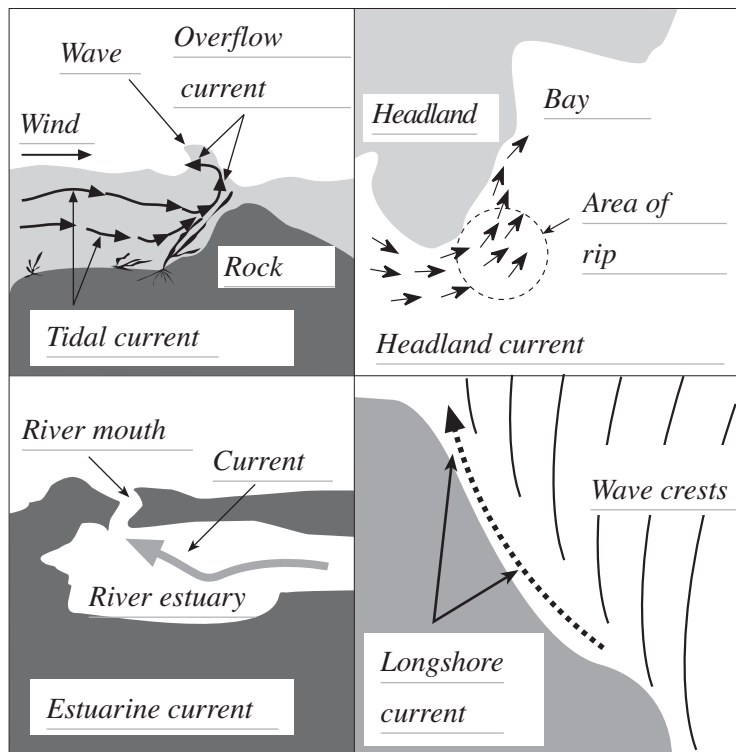 Wave
Overflow
current
Wind
Rock
Tidal current
Headland
Bay
Area of
rip
Headland current
River mouth
Current
River estuary
Estuarine current
Wave crests
Longshore
current